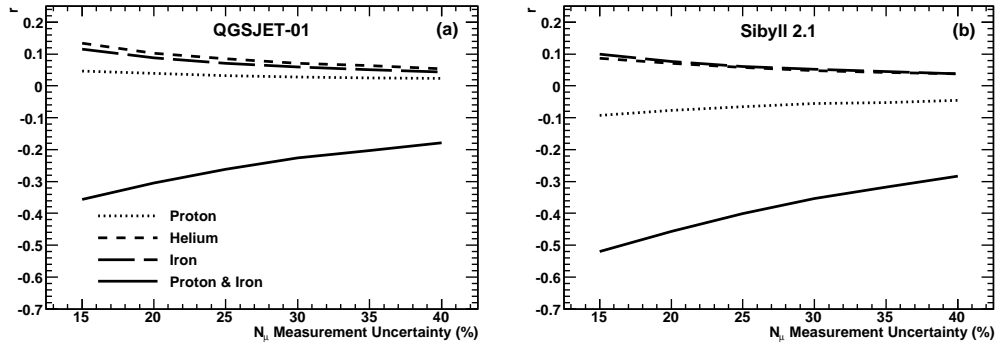 r
QGSJET-01
(a)
0.2
0.1
0
-0.1
-0.2
-0.3
-0.4
-0.5
-0.6
-0.7
Proton
Helium
Iron
Proton & Iron
15 20 25 30 35 40
Nμ Measurement Uncertainty (%)
r
Sibyll 2.1
(b)
0.2
0.1
0
-0.1
-0.2
-0.3
-0.4
-0.5
-0.6
-0.7
15 20 25 30 35 40
Nμ Measurement Uncertainty (%)